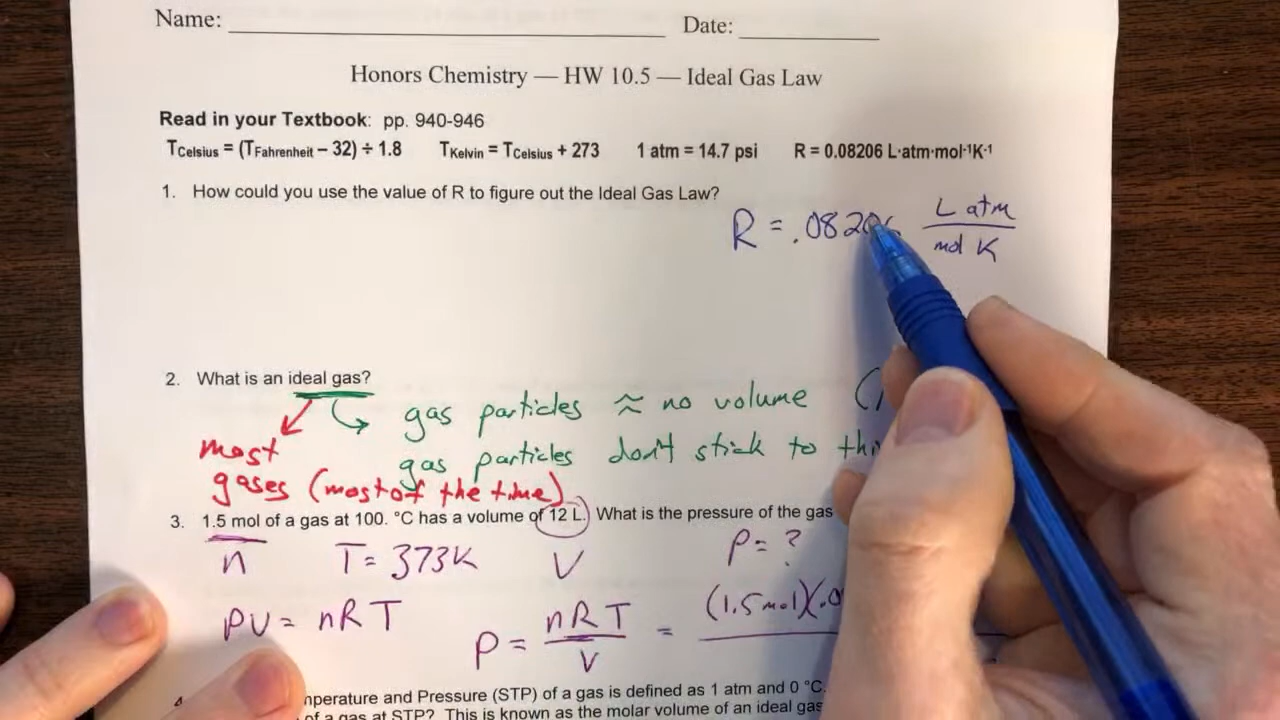 Name: Date:
Honors Chemistry — HW 10.5 — Ideal Gas Law
Read in your Textbook: pp. 940-946
TCelsius = (TFahrenheit – 32) ÷ 1.8 TKelvin = TCelsius + 273 1 atm = 14.7 psi R = 0.08206 L·atm·mol⁻¹K⁻¹
1. How could you use the value of R to figure out the Ideal Gas Law?
R = .0820 L atm / mol K
2. What is an ideal gas?
gas particles ≈ no volume (
most
gas particles don't stick to
gases (most of the time)
3. 1.5 mol of a gas at 100. °C has a volume of 12 L. What is the pressure of the gas
n T = 373K V P = ?
PV = nRT P = nRT / V = (1.5 mol)(.0
perature and Pressure (STP) of a gas is defined as 1 atm and 0 °C.
of a gas at STP? This is known as the molar volume of an ideal gas